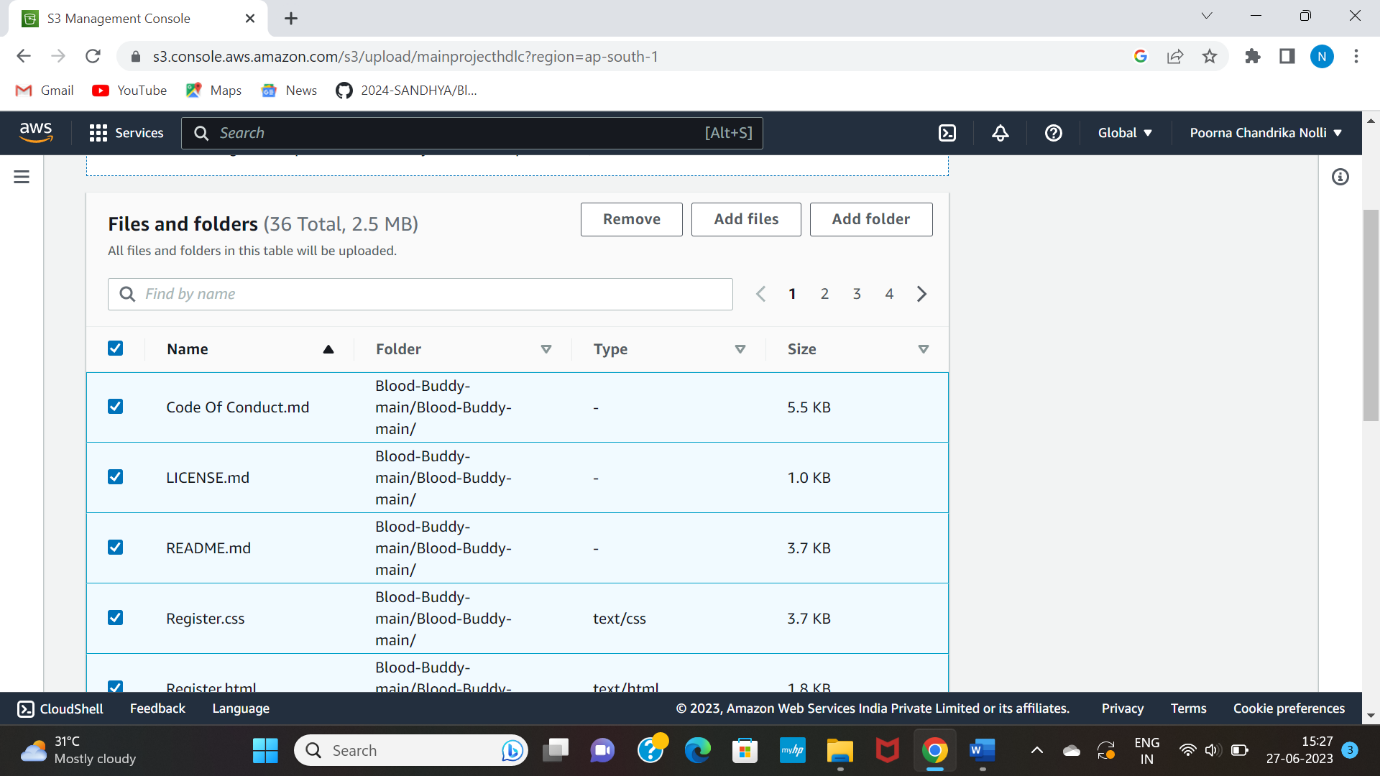 S3 Management Console
s3.console.aws.amazon.com/s3/upload/mainprojecthdlc?region=ap-south-1
N
Gmail
YouTube
Maps
News
2024-SANDHYA/Bl...
aws
Services
Search
[Alt+S]
Global
Poorna Chandrika Nolli
Files and folders (36 Total, 2.5 MB)
Remove
Add files
Add folder
All files and folders in this table will be uploaded.
Find by name
1 2 3 4
Name Folder Type Size
Blood-Buddy-
Code Of Conduct.md main/Blood-Buddy- - 5.5 KB
main/
Blood-Buddy-
LICENSE.md main/Blood-Buddy- - 1.0 KB
main/
Blood-Buddy-
README.md main/Blood-Buddy- - 3.7 KB
main/
Blood-Buddy-
Register.css main/Blood-Buddy- text/css 3.7 KB
main/
Blood-Buddy-
Register.html main/Blood-Buddy- text/html 1.8 KB
CloudShell
Feedback
Language
© 2023, Amazon Web Services India Private Limited or its affiliates.
Privacy
Terms
Cookie preferences
31°C
Mostly cloudy
Search
myhp
ENG
IN
15:27
27-06-2023
3